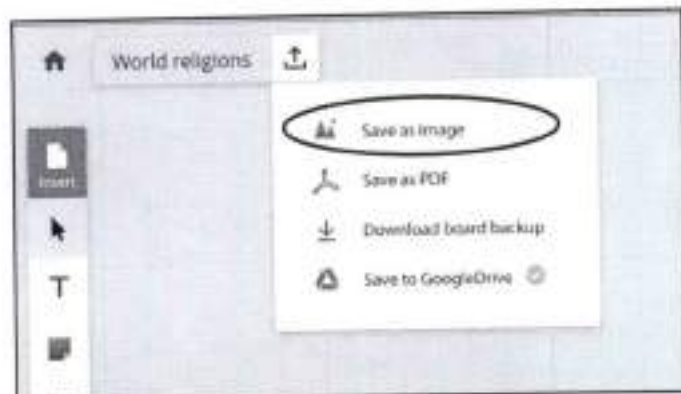 World religions
Save as image
Insert
Save as PDF
Download board backup
T
Save to GoogleDrive